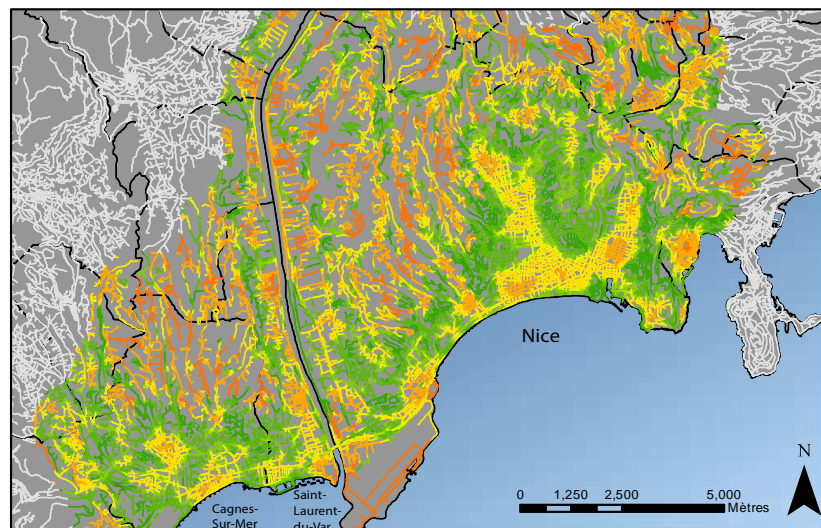 Nice
N
0 1,250 2,500 5,000
Mètres
Cagnes-
Sur-Mer
Saint-
Laurent-
du-Var